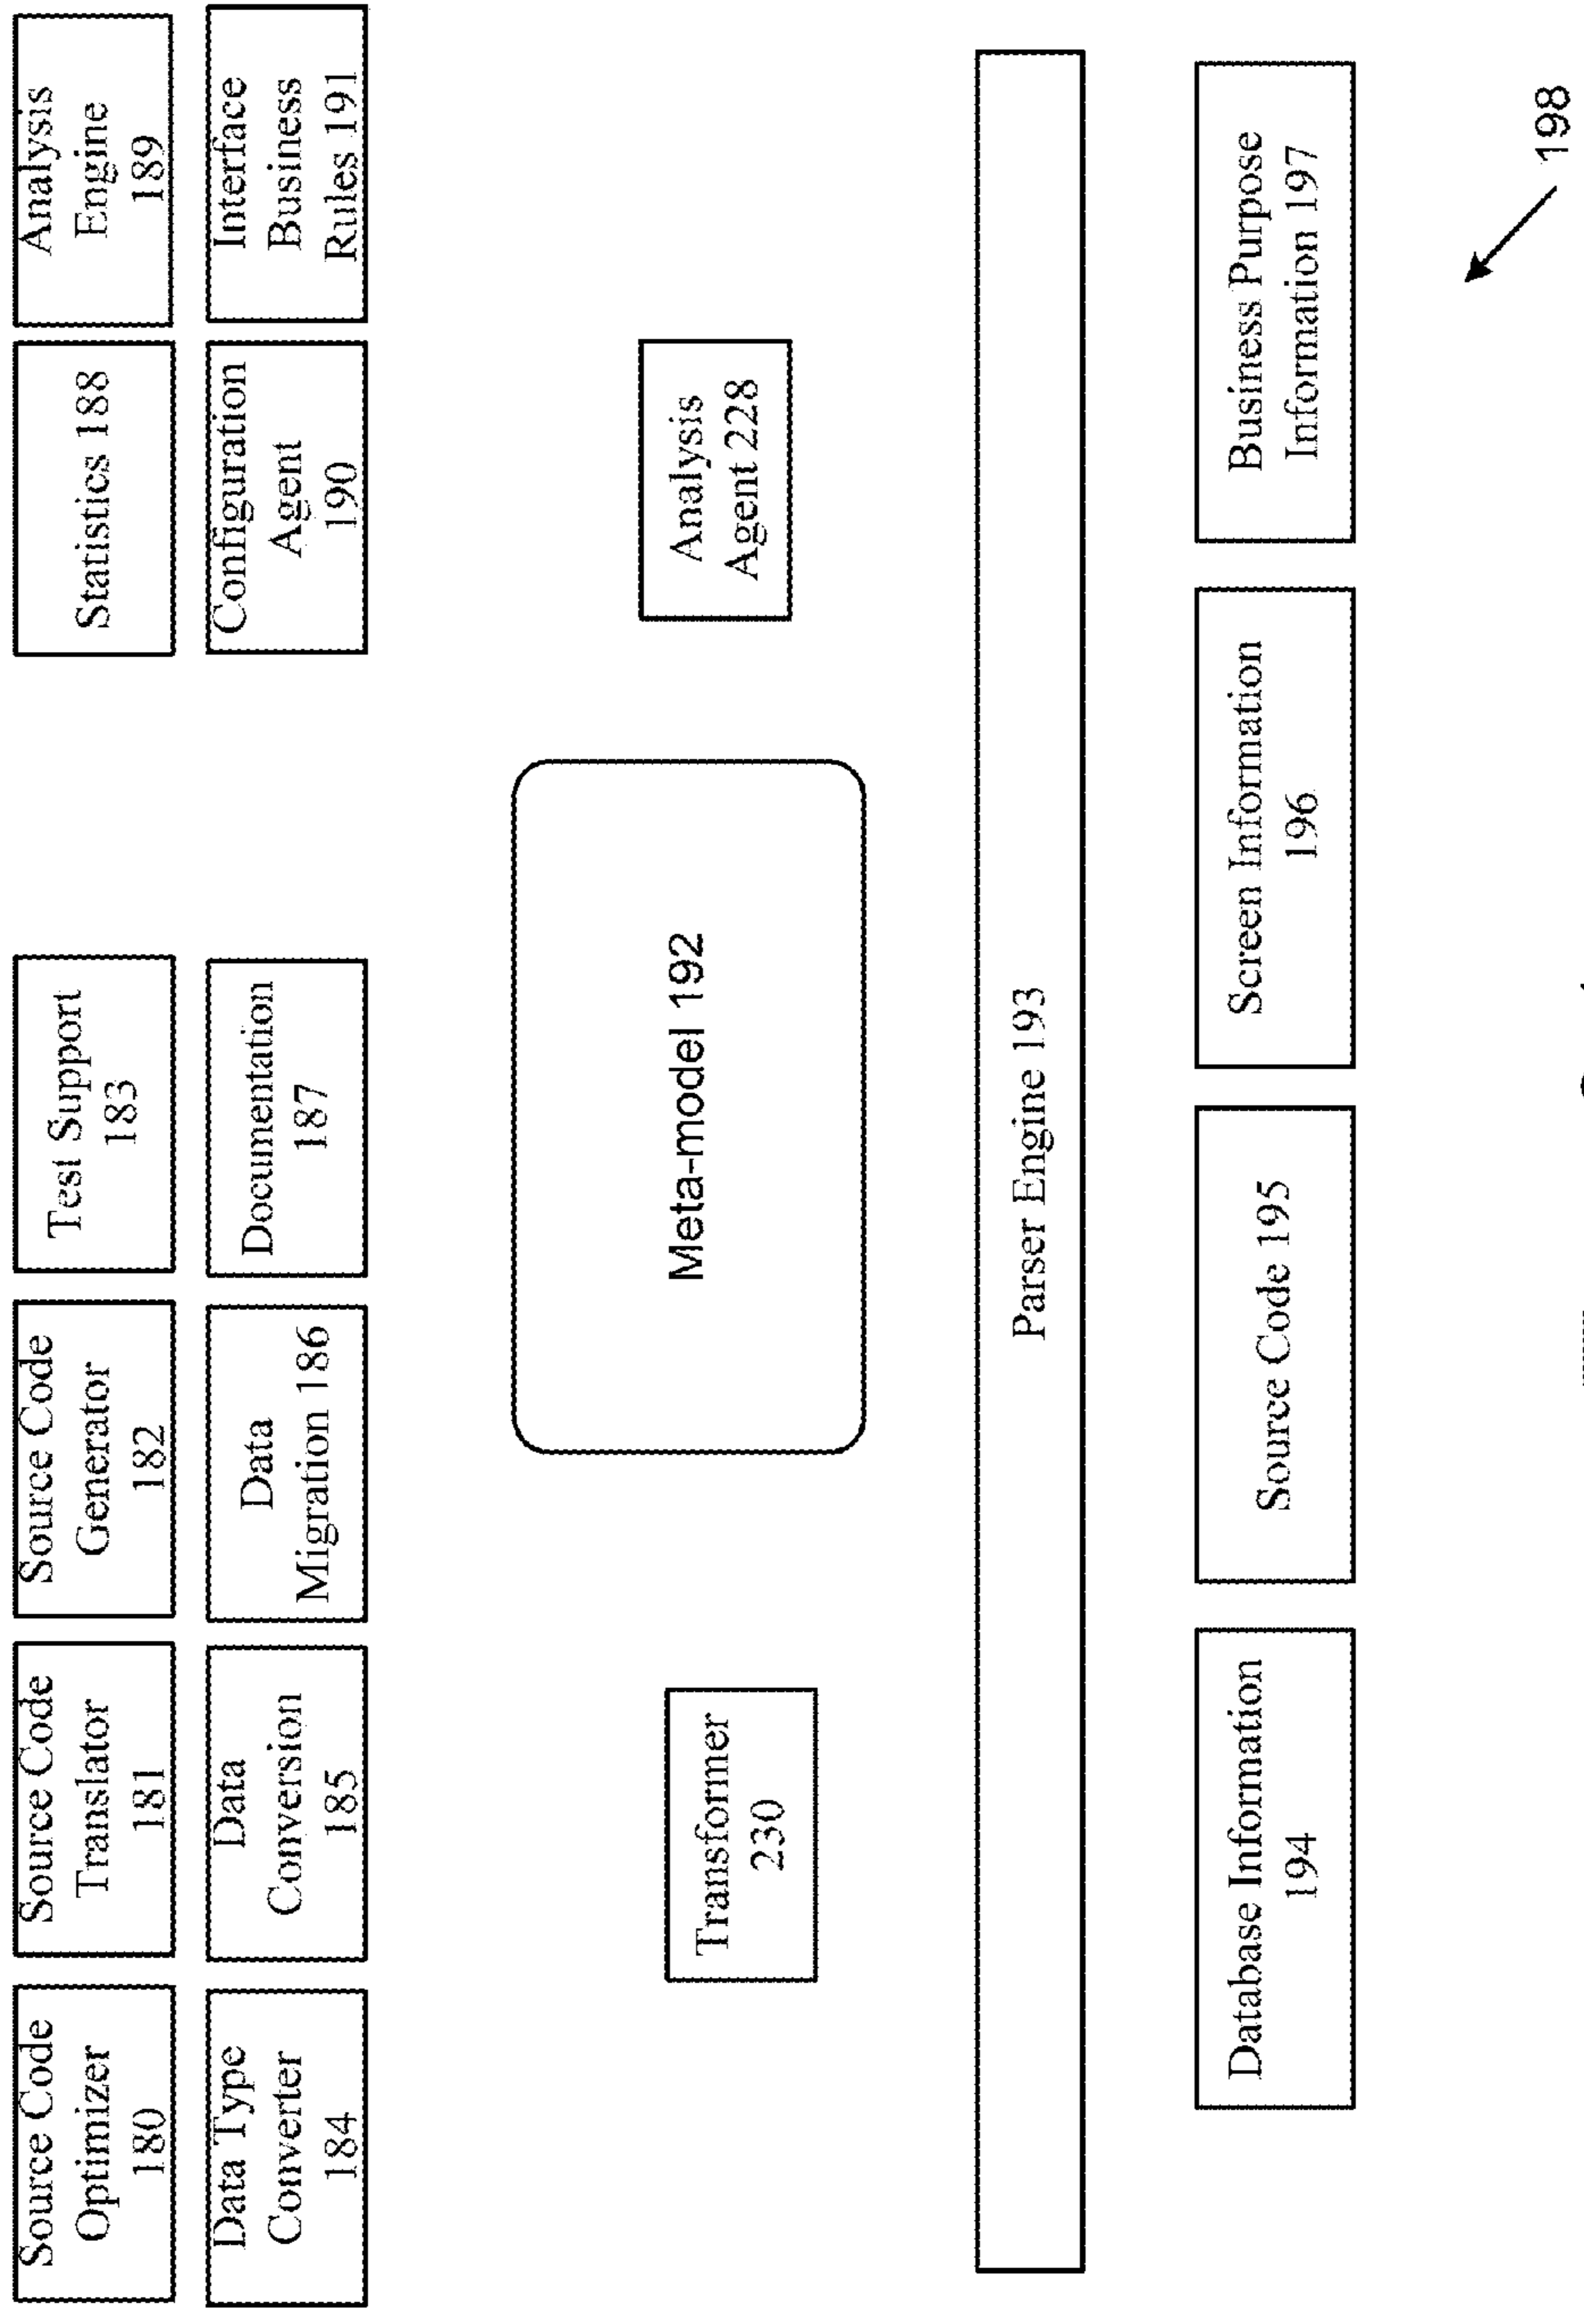 Source Code
Optimizer
180
Source Code
Translator
181
Source Code
Generator
182
Test Support
183
Statistics 188
Analysis
Engine
189
Data Type
Converter
184
Data
Conversion
185
Data
Migration 186
Documentation
187
Configuration
Agent
190
Interface
Business
Rules 191
Transformer
230
Meta-model 192
Analysis
Agent 228
Parser Engine 193
Database Information
194
Source Code 195
Screen Information
196
Business Purpose
Information 197
198